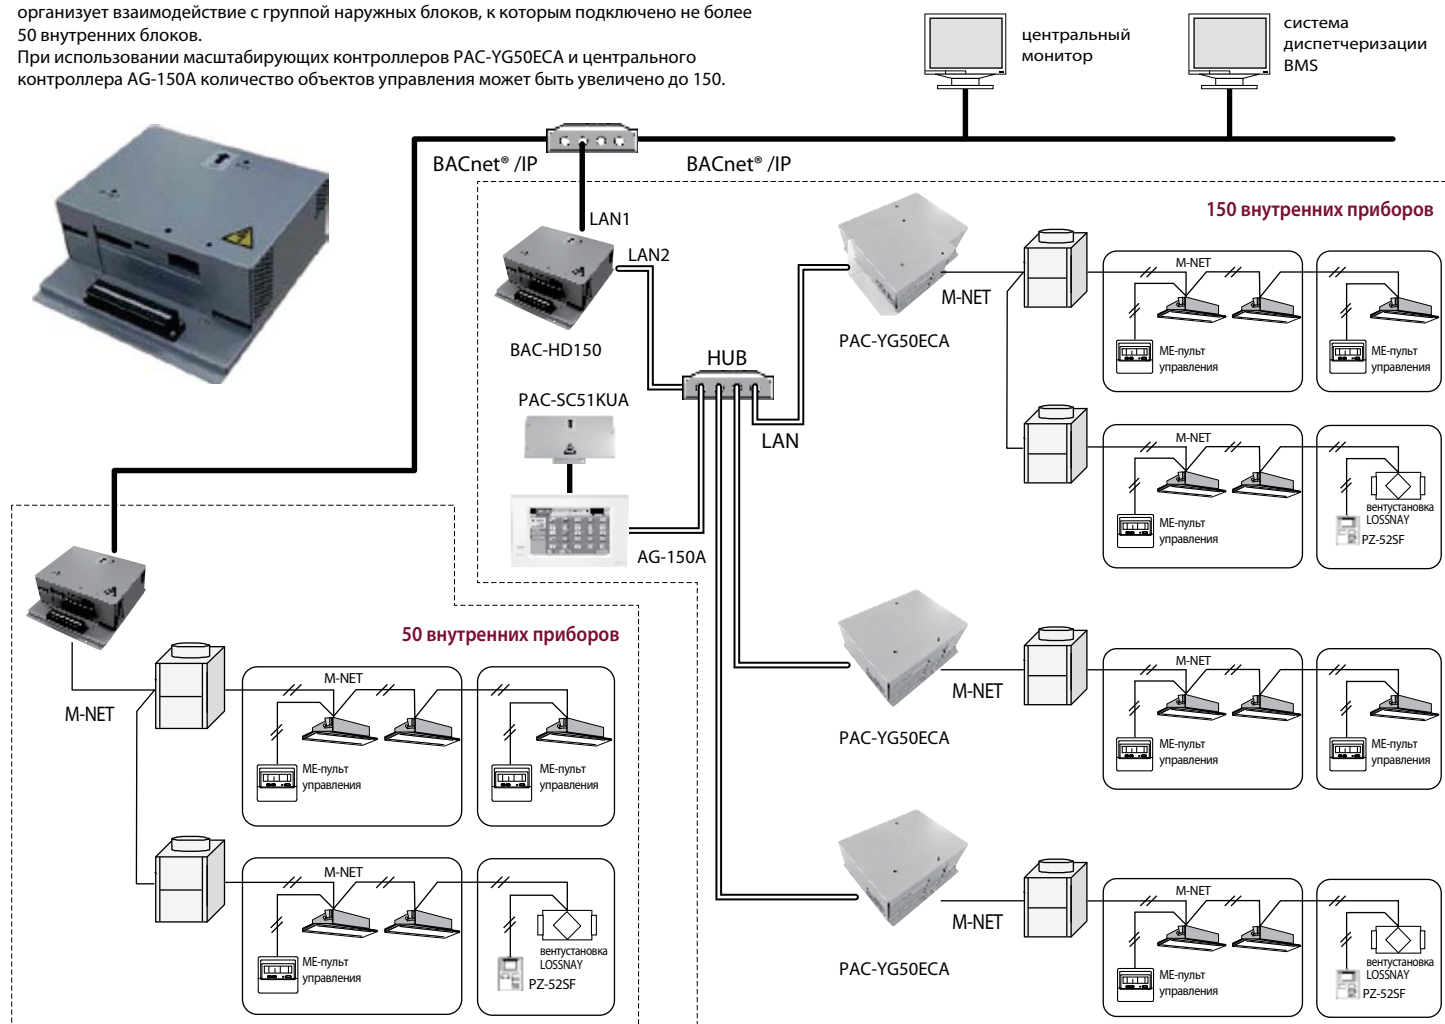 организует взаимодействие с группой наружных блоков, к которым подключено не более
50 внутренних блоков.
При использовании масштабирующих контроллеров PAC-YG50ECA и центрального
контроллера AG-150A количество объектов управления может быть увеличено до 150.
центральный
монитор
система
диспетчеризации
BMS
BACnet® /IP
BACnet® /IP
LAN1
LAN2
BAC-HD150
HUB
PAC-SC51KUA
LAN
AG-150A
150 внутренних приборов
PAC-YG50ECA
M-NET
M-NET
ME-пульт
управления
ME-пульт
управления
M-NET
ME-пульт
управления
вентустановка
LOSSNAY
PZ-52SF
PAC-YG50ECA
M-NET
M-NET
ME-пульт
управления
ME-пульт
управления
PAC-YG50ECA
M-NET
M-NET
ME-пульт
управления
вентустановка
LOSSNAY
PZ-52SF
50 внутренних приборов
M-NET
M-NET
ME-пульт
управления
ME-пульт
управления
M-NET
ME-пульт
управления
вентустановка
LOSSNAY
PZ-52SF